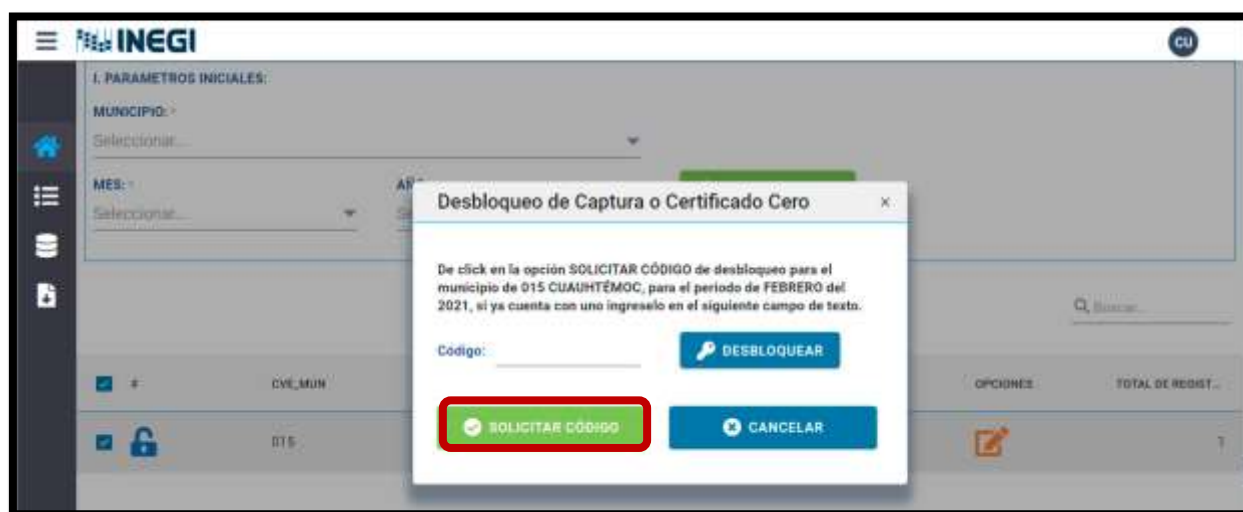 INEGI
CU
I. PARAMETROS INICIALES:
MUNICIPIO: *
Seleccionar...
MES: *
Seleccionar...
Desbloqueo de Captura o Certificado Cero ×
De click en la opción SOLICITAR CÓDIGO de desbloqueo para el
municipio de 015 CUAUHTÉMOC, para el periodo de FEBRERO del
2021, si ya cuenta con uno ingreselo en el siguiente campo de texto.
Código: DESBLOQUEAR
SOLICITAR CÓDIGO CANCELAR
Buscar...
# CVE_MUN OPCIONES TOTAL DE REGIST...
015 1